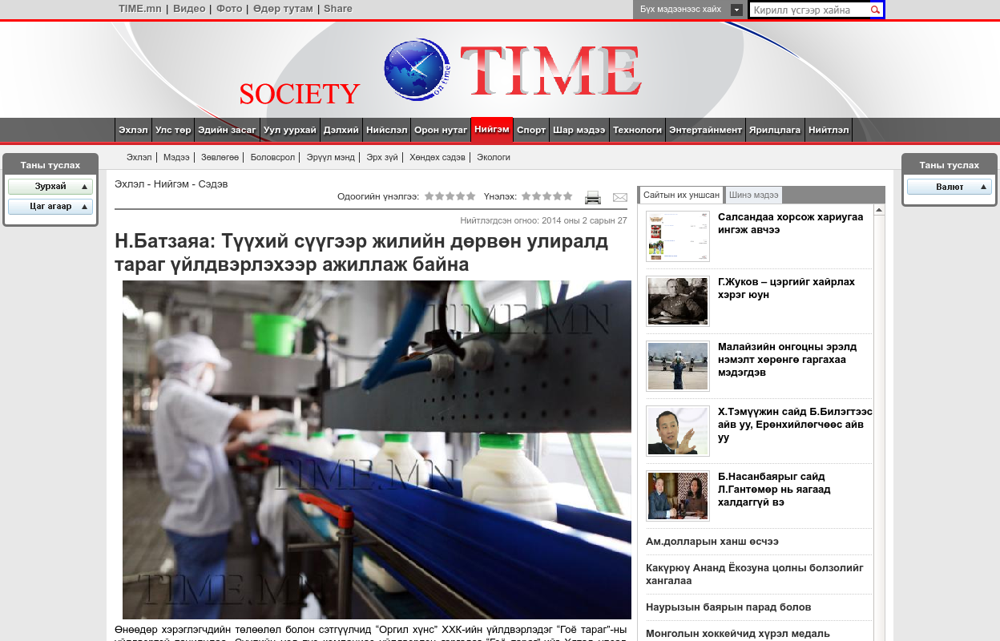 TIME.mn | Видео | Фото | Өдөр тутам | Share
Бүх мэдээнээс хайх
Кирилл үсгээр хайна
SOCIETY
TIME
on time
Эхлэл Улс төр Эдийн засаг Уул уурхай Дэлхий Нийслэл Орон нутаг Нийгэм Спорт Шар мэдээ Технологи Энтертайнмент Ярилцлага Нийтлэл
Эхлэл | Мэдээ | Зөвлөгөө | Боловсрол | Эрүүл мэнд | Эрх зүй | Хөндөх сэдэв | Экологи
Таны туслах
Зурхай
Цаг агаар
Эхлэл - Нийгэм - Сэдэв
Одоогийн үнэлгээ:
Үнэлэх:
Нийтлэгдсэн огноо: 2014 оны 2 сарын 27
Н.Батзаяа: Түүхий сүүгээр жилийн дөрвөн улиралд
тараг үйлдвэрлэхээр ажиллаж байна
TIME.MN
TIME.MN
TIME.MN
Өнөөдөр хэрэглэгчдийн төлөөлөл болон сэтгүүлчид “Оргил хүнс” ХХК-ийн үйлдвэрлэдэг “Гоё тараг”-ны
Сайтын их уншсан
Шинэ мэдээ
Салсандаа хорсож хариугаа
ингэж авчээ
Г.Жуков – цэргийг хайрлах
хэрэг юун
Малайзийн онгоцны эрэлд
нэмэлт хөрөнгө гаргахаа
мэдэгдэв
Х.Тэмүүжин сайд Б.Билэгтээс
айв уу, Ерөнхийлөгчөөс айв
уу
Б.Насанбаярыг сайд
Л.Гантөмөр нь яагаад
халдаггүй вэ
Ам.долларын ханш өсчээ
Какүрюү Ананд Ёкозуна цолны болзолийг
хангалаа
Наурызын баярын парад болов
Монголын хоккейчид хүрэл медаль
Таны туслах
Валют